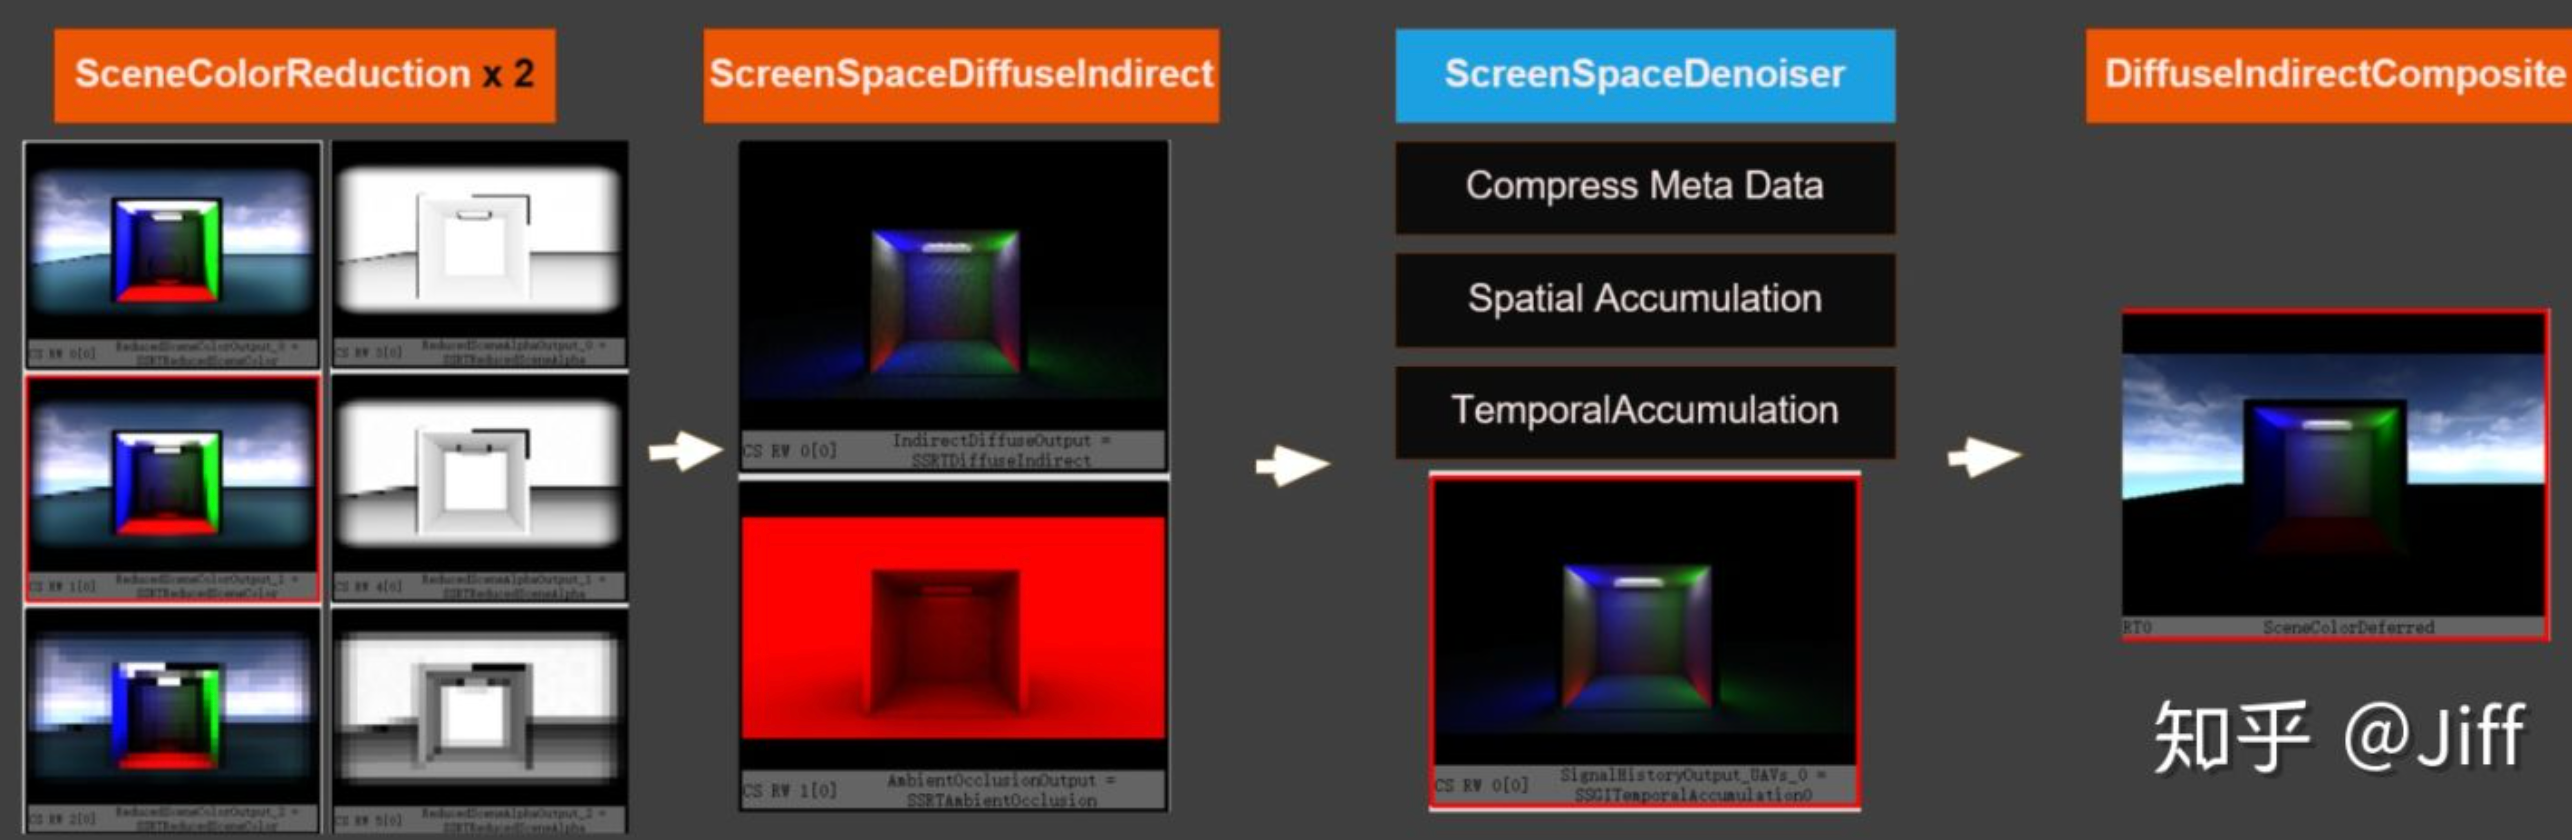 SceneColorReduction x 2
CS RW 0[0]
ReducedSceneColorOutput_0 =
SSRTReducedSceneColor
CS RW 3[0]
ReducedSceneAlphaOutput_0 =
SSRTReducedSceneAlpha
CS RW 1[0]
ReducedSceneColorOutput_1 =
SSRTReducedSceneColor
CS RW 4[0]
ReducedSceneAlphaOutput_1 =
SSRTReducedSceneAlpha
CS RW 2[0]
ReducedSceneColorOutput_2 =
SSRTReducedSceneColor
CS RW 5[0]
ReducedSceneAlphaOutput_2 =
SSRTReducedSceneAlpha
ScreenSpaceDiffuseIndirect
CS RW 0[0]
IndirectDiffuseOutput =
SSRTDiffuseIndirect
CS RW 1[0]
AmbientOcclusionOutput =
SSRTAmbientOcclusion
ScreenSpaceDenoiser
Compress Meta Data
Spatial Accumulation
TemporalAccumulation
CS RW 0[0]
SignalHistoryOutput_UAVs_0 =
SSGITemporalAccumulation0
DiffuseIndirectComposite
RT0
SceneColorDeferred
知乎 @Jiff